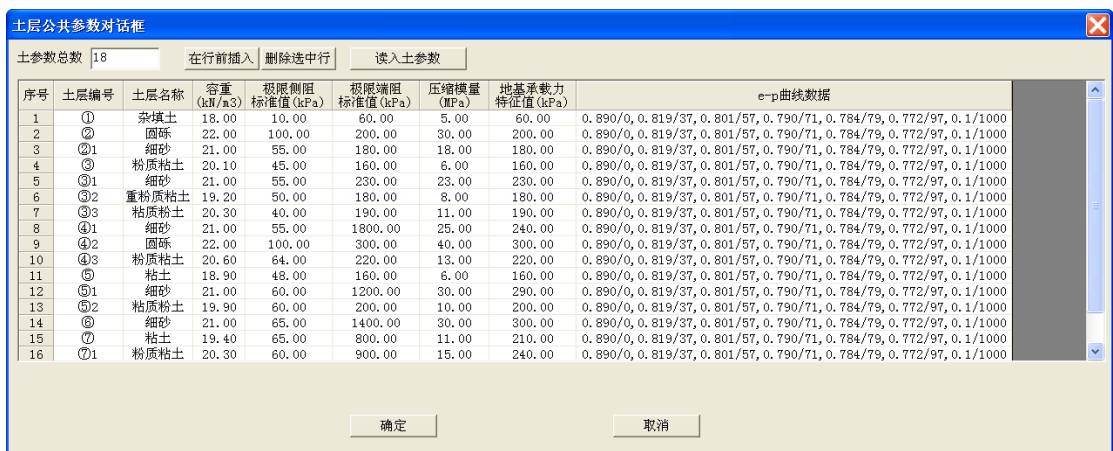 土层公共参数对话框
土参数总数 18 在行前插入 删除选中行 读入土参数
序号 土层编号 土层名称 容重(kN/m3) 极限侧阻标准值(kPa) 极限端阻标准值(kPa) 压缩模量(MPa) 地基承载力特征值(kPa) e-p曲线数据
1 ① 杂填土 18.00 10.00 60.00 5.00 60.00 0.890/0,0.819/37,0.801/57,0.790/71,0.784/79,0.772/97,0.1/1000
2 ② 圆砾 22.00 100.00 200.00 30.00 200.00 0.890/0,0.819/37,0.801/57,0.790/71,0.784/79,0.772/97,0.1/1000
3 ②1 细砂 21.00 55.00 180.00 18.00 180.00 0.890/0,0.819/37,0.801/57,0.790/71,0.784/79,0.772/97,0.1/1000
4 ③ 粉质粘土 20.10 45.00 160.00 6.00 160.00 0.890/0,0.819/37,0.801/57,0.790/71,0.784/79,0.772/97,0.1/1000
5 ③1 细砂 21.00 55.00 230.00 23.00 230.00 0.890/0,0.819/37,0.801/57,0.790/71,0.784/79,0.772/97,0.1/1000
6 ③2 重粉质粘土 19.20 50.00 180.00 8.00 180.00 0.890/0,0.819/37,0.801/57,0.790/71,0.784/79,0.772/97,0.1/1000
7 ③3 粘质粉土 20.30 40.00 190.00 11.00 190.00 0.890/0,0.819/37,0.801/57,0.790/71,0.784/79,0.772/97,0.1/1000
8 ④1 细砂 21.00 55.00 1800.00 25.00 240.00 0.890/0,0.819/37,0.801/57,0.790/71,0.784/79,0.772/97,0.1/1000
9 ④2 圆砾 22.00 100.00 300.00 40.00 300.00 0.890/0,0.819/37,0.801/57,0.790/71,0.784/79,0.772/97,0.1/1000
10 ④3 粉质粘土 20.60 64.00 220.00 13.00 220.00 0.890/0,0.819/37,0.801/57,0.790/71,0.784/79,0.772/97,0.1/1000
11 ⑤ 粘土 18.90 48.00 160.00 6.00 160.00 0.890/0,0.819/37,0.801/57,0.790/71,0.784/79,0.772/97,0.1/1000
12 ⑤1 细砂 21.00 60.00 1200.00 30.00 290.00 0.890/0,0.819/37,0.801/57,0.790/71,0.784/79,0.772/97,0.1/1000
13 ⑤2 粘质粉土 19.90 60.00 200.00 10.00 200.00 0.890/0,0.819/37,0.801/57,0.790/71,0.784/79,0.772/97,0.1/1000
14 ⑥ 细砂 21.00 65.00 1400.00 30.00 300.00 0.890/0,0.819/37,0.801/57,0.790/71,0.784/79,0.772/97,0.1/1000
15 ⑦ 粘土 19.40 65.00 800.00 11.00 210.00 0.890/0,0.819/37,0.801/57,0.790/71,0.784/79,0.772/97,0.1/1000
16 ⑦1 粉质粘土 20.30 60.00 900.00 15.00 240.00 0.890/0,0.819/37,0.801/57,0.790/71,0.784/79,0.772/97,0.1/1000
确定 取消